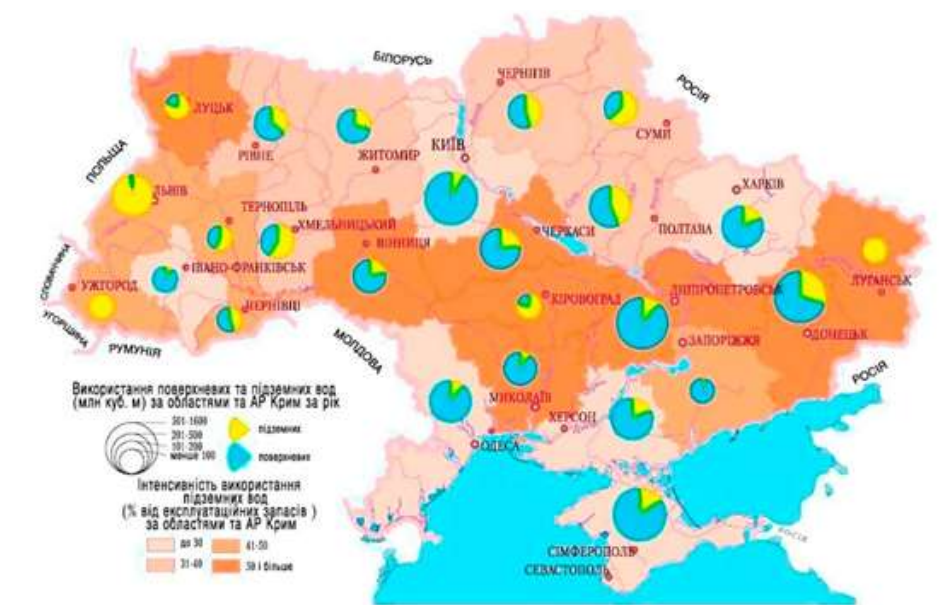 БІЛОРУСЬ
РОСІЯ
ПОЛЬЩА
СЛОВАЧЧИНА
УГОРЩИНА
РУМУНІЯ
МОЛДОВА
РОСІЯ
РОСІЯ
ЧЕРНІГІВ
ЛУЦЬК
РІВНЕ
ЖИТОМИР
КИЇВ
СУМИ
ЛЬВІВ
ТЕРНОПІЛЬ
ХМЕЛЬНИЦЬКИЙ
ВІННИЦЯ
ЧЕРКАСИ
ПОЛТАВА
ХАРКІВ
УЖГОРОД
ІВАНО-ФРАНКІВСЬК
ЧЕРНІВЦІ
КІРОВОГРАД
ДНІПРОПЕТРОВСЬК
ЛУГАНСЬК
ДОНЕЦЬК
ЗАПОРІЖЖЯ
МИКОЛАЇВ
ХЕРСОН
ОДЕСА
СІМФЕРОПОЛЬ
СЕВАСТОПОЛЬ
Використання поверхневих та підземних вод
(млн куб. м) за областями та АР Крим за рік
501-1600
201-500
101-200
менше 100
підземних
поверхневих
Інтенсивність використання
підземних вод
(% від експлуатаційних запасів )
за областями та АР Крим
до 30
31-40
41-50
50 і більше